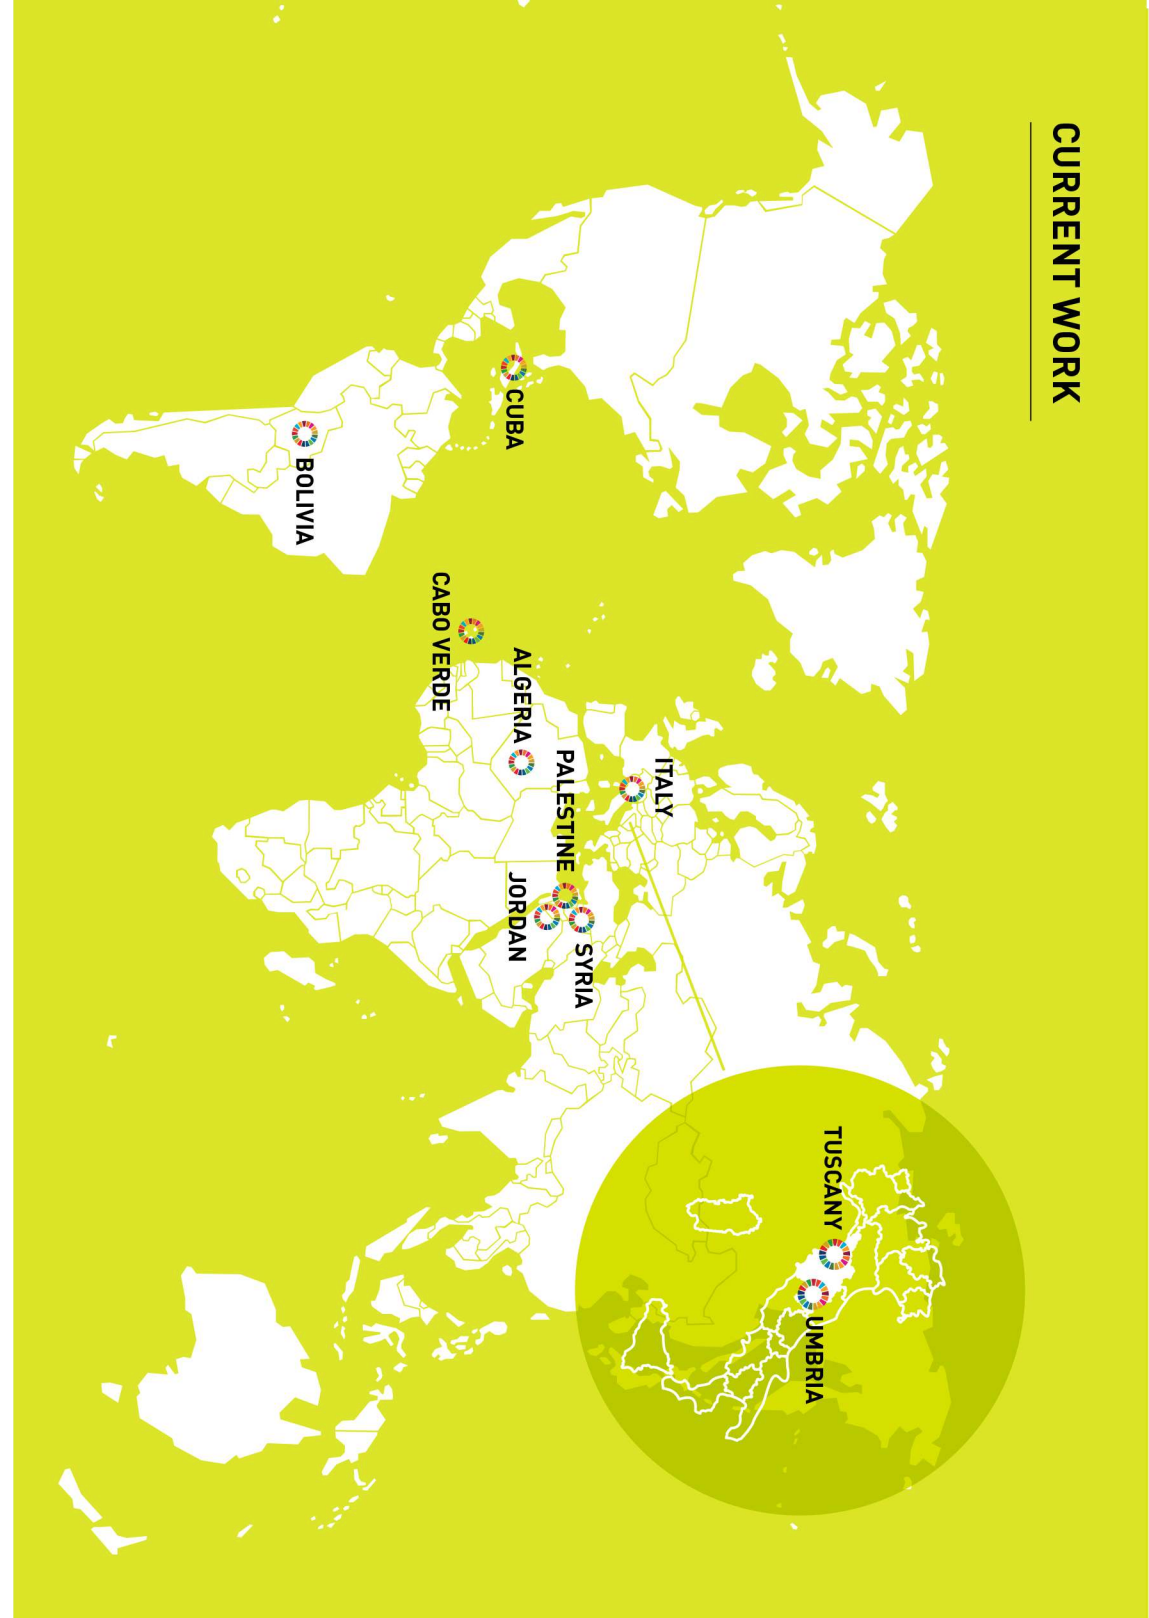 CURRENT WORK
ITALY
CUBA
ALGERIA
PALESTINE
SYRIA
JORDAN
CABO VERDE
BOLIVIA
TUSCANY
UMBRIA